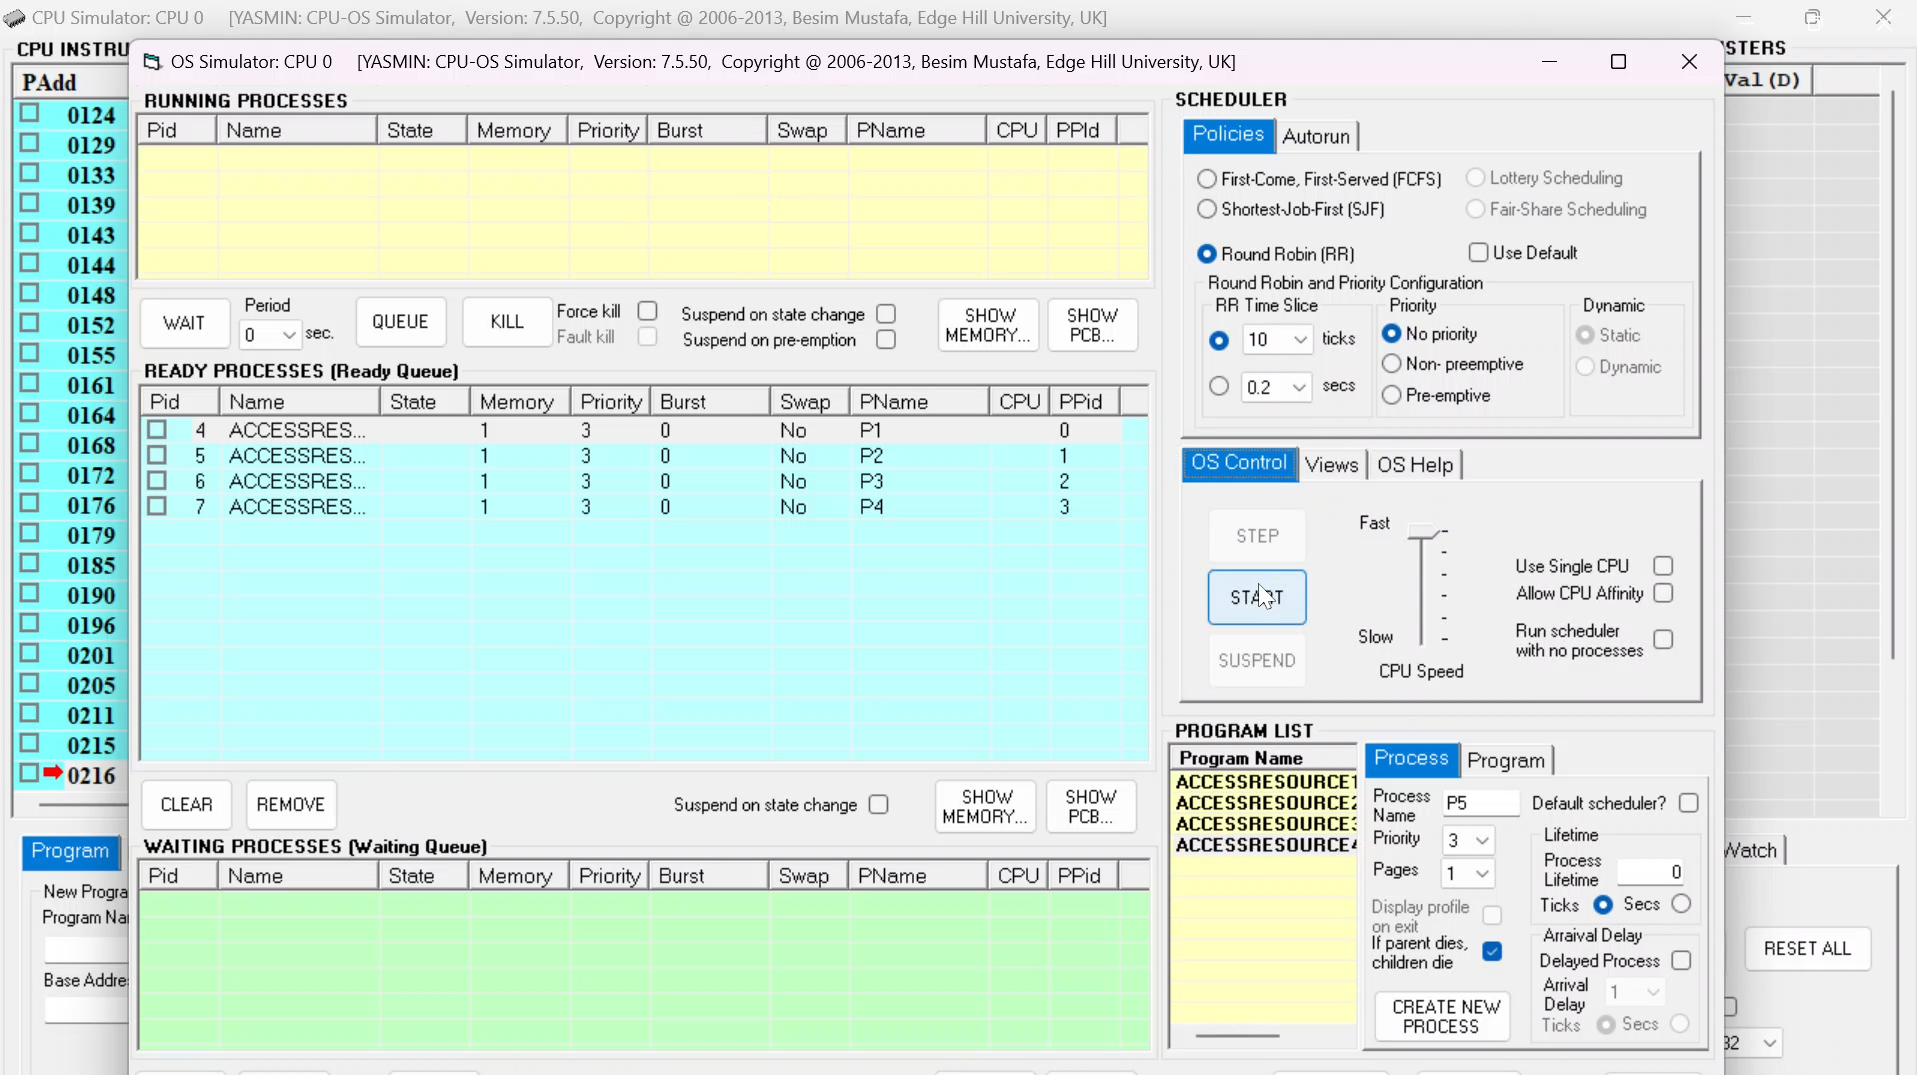 CPU Simulator: CPU 0 [YASMIN: CPU-OS Simulator, Version: 7.5.50, Copyright @ 2006-2013, Besim Mustafa, Edge Hill University, UK]
CPU INSTRU
PAdd
0124
0129
0133
0139
0143
0144
0148
0152
0155
0161
0164
0168
0172
0176
0179
0185
0190
0196
0201
0205
0211
0215
0216
Program
New Progra
Program Na
Base Addre
OS Simulator: CPU 0 [YASMIN: CPU-OS Simulator, Version: 7.5.50, Copyright @ 2006-2013, Besim Mustafa, Edge Hill University, UK]
RUNNING PROCESSES
Pid Name State Memory Priority Burst Swap PName CPU PPId
WAIT
Period
0 sec.
QUEUE
KILL
Force kill
Fault kill
Suspend on state change
Suspend on pre-emption
SHOW
MEMORY...
SHOW
PCB...
READY PROCESSES (Ready Queue)
Pid Name State Memory Priority Burst Swap PName CPU PPid
4 ACCESSRES... 1 3 0 No P1 0
5 ACCESSRES... 1 3 0 No P2 1
6 ACCESSRES... 1 3 0 No P3 2
7 ACCESSRES... 1 3 0 No P4 3
CLEAR
REMOVE
Suspend on state change
SHOW
MEMORY...
SHOW
PCB...
WAITING PROCESSES (Waiting Queue)
Pid Name State Memory Priority Burst Swap PName CPU PPid
SCHEDULER
Policies Autorun
First-Come, First-Served (FCFS) Lottery Scheduling
Shortest-Job-First (SJF) Fair-Share Scheduling
Round Robin (RR) Use Default
Round Robin and Priority Configuration
RR Time Slice Priority Dynamic
10 ticks No priority Static
Non- preemptive Dynamic
0.2 secs Pre-emptive
OS Control Views OS Help
STEP
START
SUSPEND
Fast
Slow
CPU Speed
Use Single CPU
Allow CPU Affinity
Run scheduler
with no processes
PROGRAM LIST
Program Name
ACCESSRESOURCE1
ACCESSRESOURCE2
ACCESSRESOURCE3
ACCESSRESOURCE4
Process Program
Process
Name P5
Default scheduler?
Priority 3
Pages 1
Display profile
on exit
If parent dies,
children die
CREATE NEW
PROCESS
Lifetime
Process
Lifetime 0
Ticks Secs
Arraival Delay
Delayed Process
Arrival
Delay 1
Ticks Secs
STERS
Val (D)
Watch
RESET ALL
32